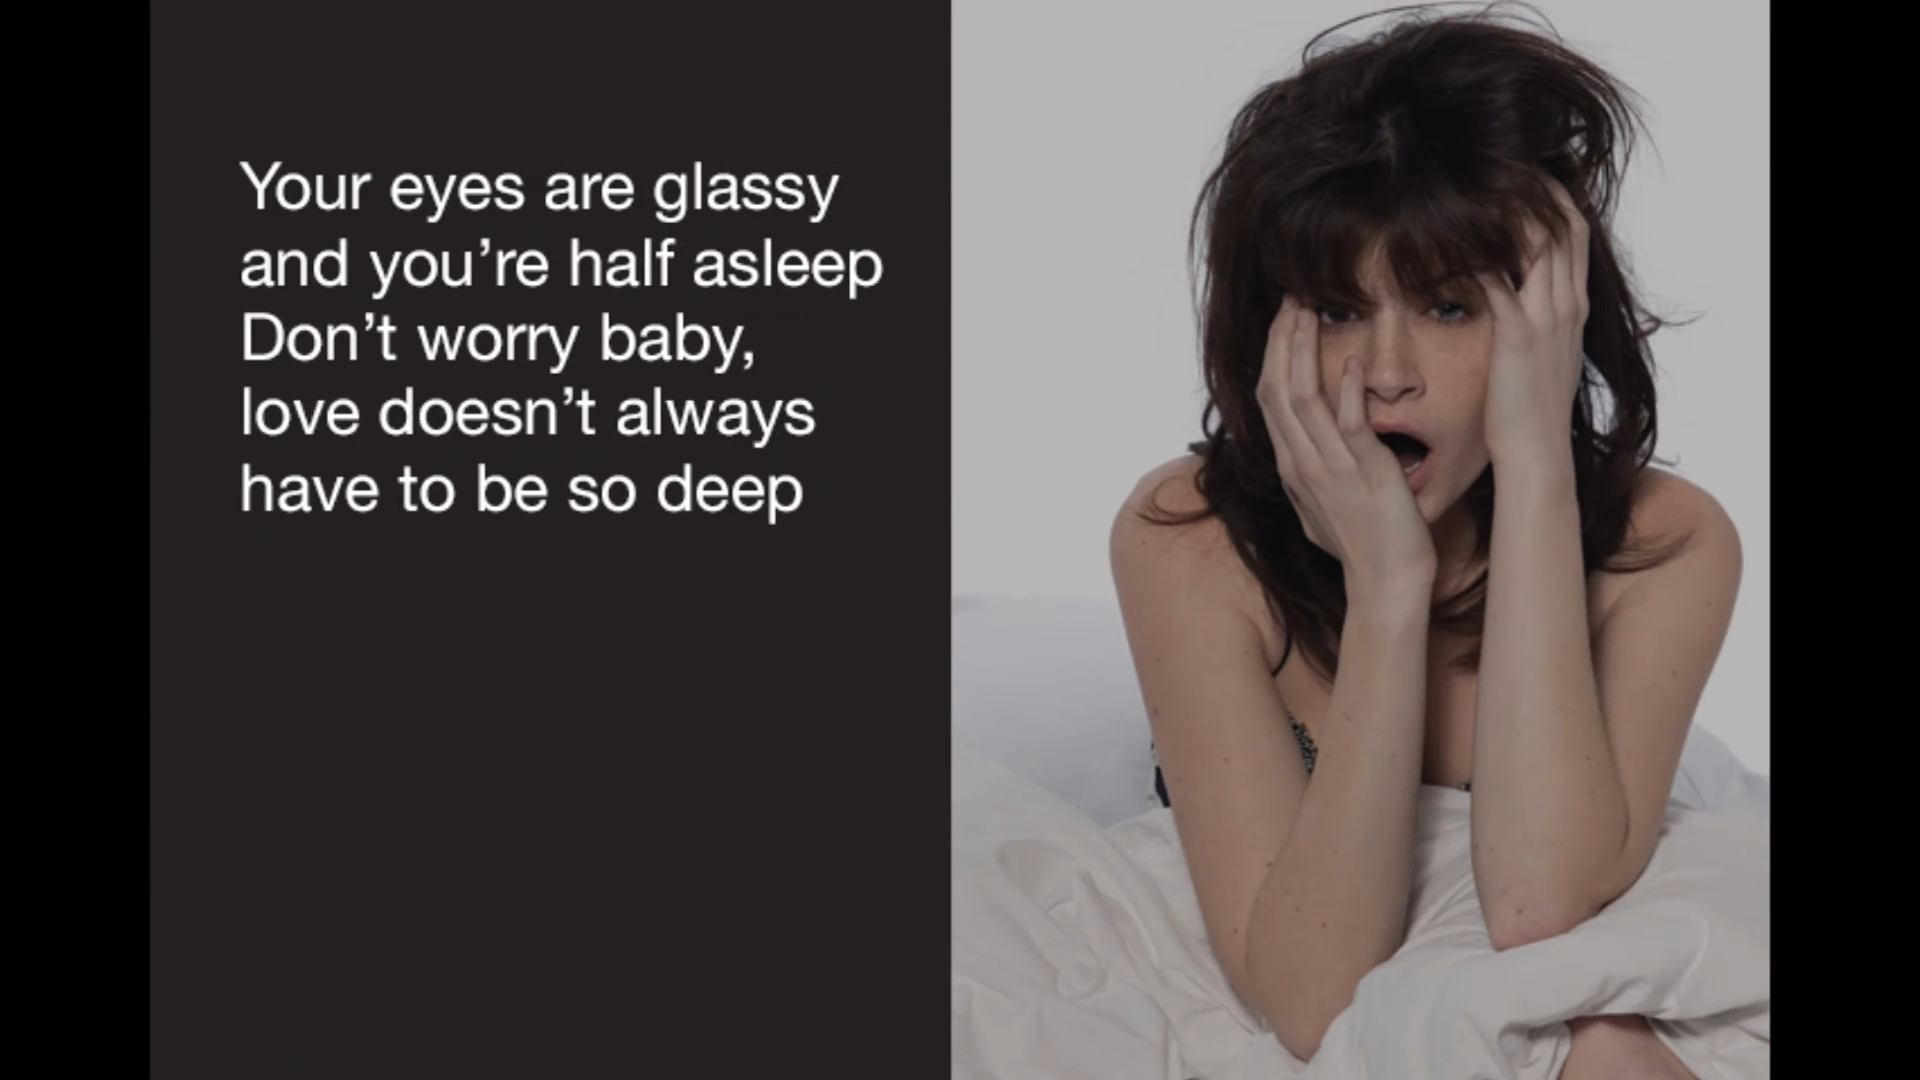 Your eyes are glassy
and you’re half asleep
Don’t worry baby,
love doesn’t always
have to be so deep